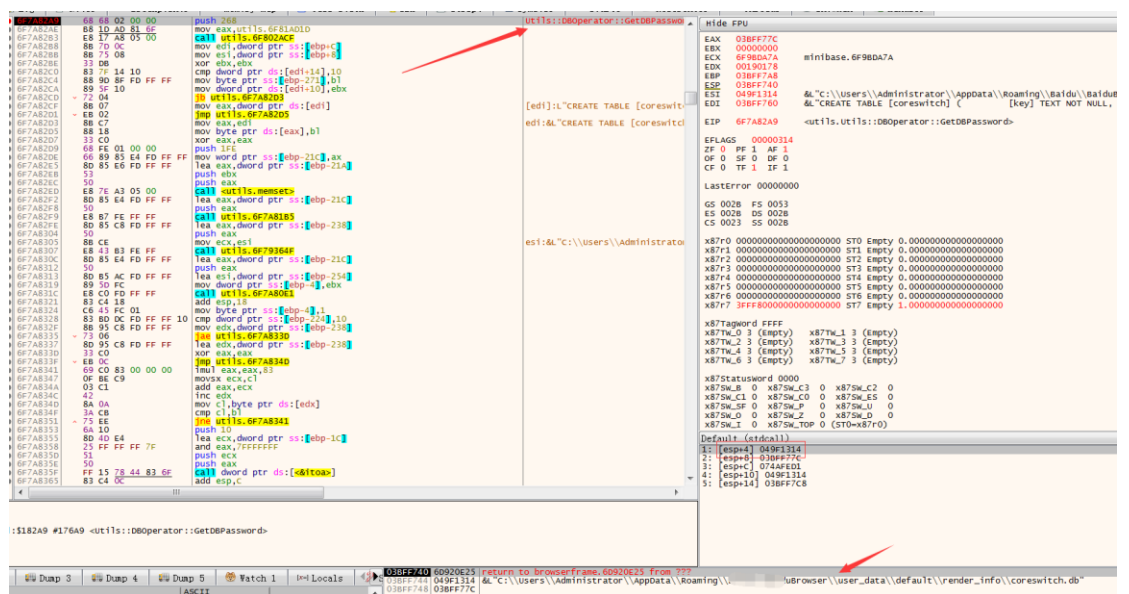 6F7A82A9 68 68 02 00 00 push 268 Utils::DBOperator::GetDBPasswo
6F7A82AE B8 1D AD 81 6F mov eax,utils.6F81AD1D
6F7A82B3 E8 17 A8 05 00 call utils.6F802ACF
6F7A82B8 8B 7D 0C mov edi,dword ptr ss:[ebp+C]
6F7A82BB 8B 75 08 mov esi,dword ptr ss:[ebp+8]
6F7A82BE 33 DB xor ebx,ebx
6F7A82C0 83 7F 14 10 cmp dword ptr ds:[edi+14],10
6F7A82C4 88 9D 8F FD FF FF mov byte ptr ss:[ebp-271],bl
6F7A82CA 89 5F 10 mov dword ptr ds:[edi+10],ebx
6F7A82CD 72 04 jb utils.6F7A82D3
6F7A82CF 8B 07 mov eax,dword ptr ds:[edi] [edi]:L"CREATE TABLE [coreswit
6F7A82D1 EB 02 jmp utils.6F7A82D5
6F7A82D3 8B C7 mov eax,edi edi:&L"CREATE TABLE [coreswitc
6F7A82D5 88 18 mov byte ptr ds:[eax],bl
6F7A82D7 33 C0 xor eax,eax
6F7A82D9 68 FE 01 00 00 push 1FE
6F7A82DE 66 89 85 E4 FD FF FF mov word ptr ss:[ebp-21C],ax
6F7A82E5 8D 85 E6 FD FF FF lea eax,dword ptr ss:[ebp-21A]
6F7A82EB 53 push ebx
6F7A82EC 50 push eax
6F7A82ED E8 7E A3 05 00 call <utils.memset>
6F7A82F2 8D 85 E4 FD FF FF lea eax,dword ptr ss:[ebp-21C]
6F7A82F8 50 push eax
6F7A82F9 E8 B7 FE FF FF call utils.6F7A81B5
6F7A82FE 8D 85 C8 FD FF FF lea eax,dword ptr ss:[ebp-238]
6F7A8304 50 push eax
6F7A8305 8B CE mov ecx,esi esi:&L"C:\\Users\\Administrato
6F7A8307 E8 43 B3 FE FF call utils.6F79364F
6F7A830C 8D 85 E4 FD FF FF lea eax,dword ptr ss:[ebp-21C]
6F7A8312 50 push eax
6F7A8313 8D B5 AC FD FF FF lea esi,dword ptr ss:[ebp-254]
6F7A8319 89 5D FC mov dword ptr ss:[ebp-4],ebx
6F7A831C E8 C0 FD FF FF call utils.6F7A80E1
6F7A8321 83 C4 18 add esp,18
6F7A8324 C6 45 FC 01 mov byte ptr ss:[ebp-4],1
6F7A8328 83 BD DC FD FF FF 10 cmp dword ptr ss:[ebp-224],10
6F7A832F 8B 95 C8 FD FF FF mov edx,dword ptr ss:[ebp-238]
6F7A8335 73 06 jae utils.6F7A833D
6F7A8337 8D 95 C8 FD FF FF lea edx,dword ptr ss:[ebp-238]
6F7A833D 33 C0 xor eax,eax
6F7A833F EB 0C jmp utils.6F7A834D
6F7A8341 69 C0 83 00 00 00 imul eax,eax,83
6F7A8347 0F BE C9 movsx ecx,cl
6F7A834A 03 C1 add eax,ecx
6F7A834C 42 inc edx
6F7A834D 8A 0A mov cl,byte ptr ds:[edx]
6F7A834F 3A CB cmp cl,bl
6F7A8351 75 EE jne utils.6F7A8341
6F7A8353 6A 10 push 10
6F7A8355 8D 4D E4 lea ecx,dword ptr ss:[ebp-1C]
6F7A8358 25 FF FF FF 7F and eax,7FFFFFFF
6F7A835D 51 push ecx
6F7A835E 50 push eax
6F7A835F FF 15 78 44 83 6F call dword ptr ds:[<&itoa>]
6F7A8365 83 C4 0C add esp,C
Hide FPU
EAX 03BFF77C
EBX 00000000
ECX 6F9BDA7A minibase.6F9BDA7A
EDX 00190178
EBP 03BFF7A8
ESP 03BFF740
ESI 049F1314 &L"C:\\Users\\Administrator\\AppData\\Roaming\\Baidu\\BaiduB
EDI 03BFF760 &L"CREATE TABLE [coreswitch] ( [key] TEXT NOT NULL,
EIP 6F7A82A9 <utils.Utils::DBOperator::GetDBPassword>
EFLAGS 00000314
ZF 0 PF 1 AF 1
OF 0 SF 0 DF 0
CF 0 TF 1 IF 1
LastError 00000000
GS 002B FS 0053
ES 002B DS 002B
CS 0023 SS 002B
x87r0 00000000000000000000 ST0 Empty 0.000000000000000000
x87r1 00000000000000000000 ST1 Empty 0.000000000000000000
x87r2 00000000000000000000 ST2 Empty 0.000000000000000000
x87r3 00000000000000000000 ST3 Empty 0.000000000000000000
x87r4 00000000000000000000 ST4 Empty 0.000000000000000000
x87r5 00000000000000000000 ST5 Empty 0.000000000000000000
x87r6 00000000000000000000 ST6 Empty 0.000000000000000000
x87r7 3FFF8000000000000000 ST7 Empty 1.000000000000000000
x87TagWord FFFF
x87TW_0 3 (Empty) x87TW_1 3 (Empty)
x87TW_2 3 (Empty) x87TW_3 3 (Empty)
x87TW_4 3 (Empty) x87TW_5 3 (Empty)
x87TW_6 3 (Empty) x87TW_7 3 (Empty)
x87StatusWord 0000
x87SW_B 0 x87SW_C3 0 x87SW_C2 0
x87SW_C1 0 x87SW_C0 0 x87SW_ES 0
x87SW_SF 0 x87SW_P 0 x87SW_U 0
x87SW_O 0 x87SW_Z 0 x87SW_D 0
x87SW_I 0 x87SW_TOP 0 (ST0=x87r0)
Default (stdcall)
1: [esp+4] 049F1314
2: [esp+8] 03BFF77C
3: [esp+C] 074AFED1
4: [esp+10] 049F1314
5: [esp+14] 03BFF7C8
:$182A9 #176A9 <Utils::DBOperator::GetDBPassword>
Dump 3 Dump 4 Dump 5 Watch 1 [x=] Locals
ASCII
03BFF740 6D920E25 return to browserframe.6D920E25 from ???
03BFF744 049F1314 &L"C:\\Users\\Administrator\\AppData\\Roaming\\ uBrowser\\user_data\\default\\render_info\\coreswitch.db"
03BFF748 03BFF77C